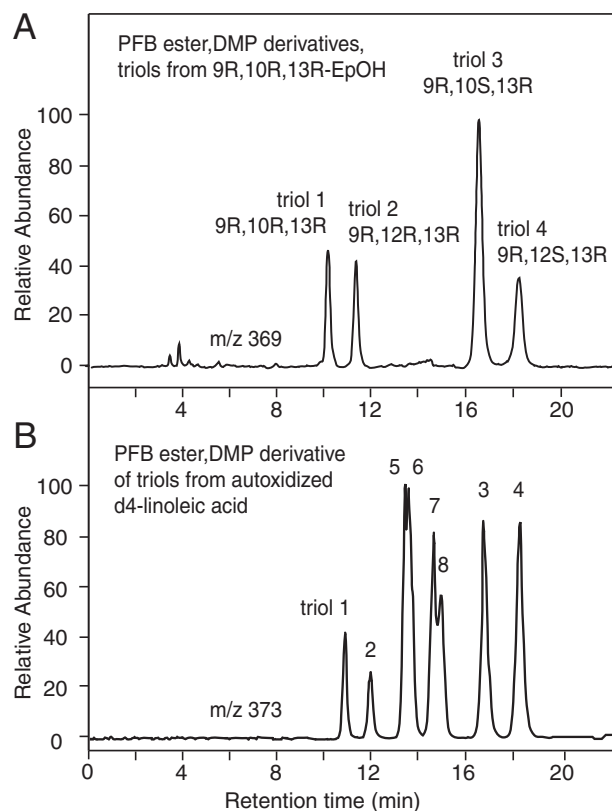 A
PFB ester,DMP derivatives,
triols from 9R,10R,13R-EpOH
triol 3
9R,10S,13R
triol 1
9R,10R,13R
triol 2
9R,12R,13R
triol 4
9R,12S,13R
m/z 369
Relative Abundance
100
80
60
40
20
0
4
8
12
16
20
B
PFB ester,DMP derivative
of triols from autoxidized
d4-linoleic acid
5 6
7
8
3
4
triol 1
2
m/z 373
Relative Abundance
100
80
60
40
20
0
0
4
8
12
16
20
Retention time (min)